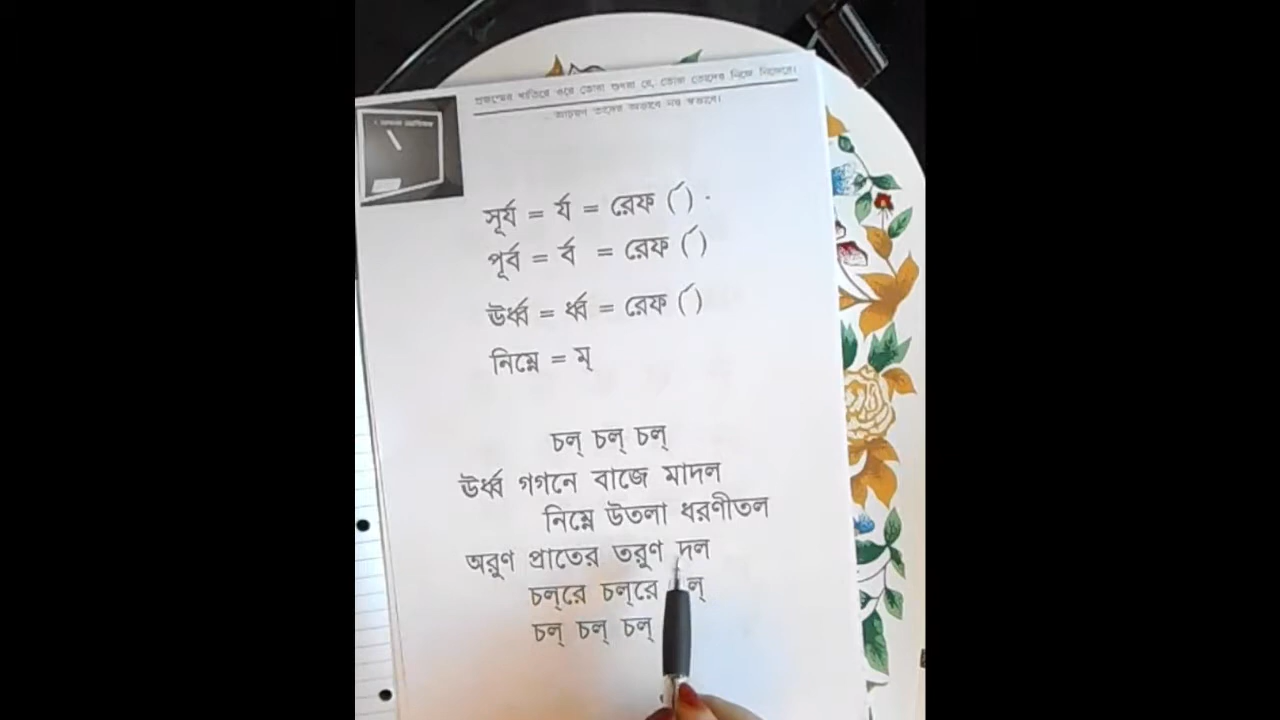 সূর্য = র্য = রেফ (র্)
পূর্ব = র্ব = রেফ (র্)
ঊর্ধ্ব = র্ধ্ব = রেফ (র্)
নিম্নে = ম্
চল্ চল্ চল্
ঊর্ধ্ব গগনে বাজে মাদল
নিম্নে উতলা ধরণীতল
অরুণ প্রাতের তরুণ দল
চল্‌রে চল্‌রে ল্
চল্ চল্ চল্